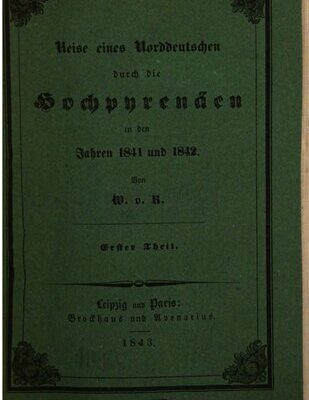 Reise eines Norddeutschen
durch die
Hochpyrenäen
in den
Jahren 1841 und 1842.
Von
W. v. R.
Erster Theil.
Leipzig und Paris:
Brockhaus und Avenarius.
1843.